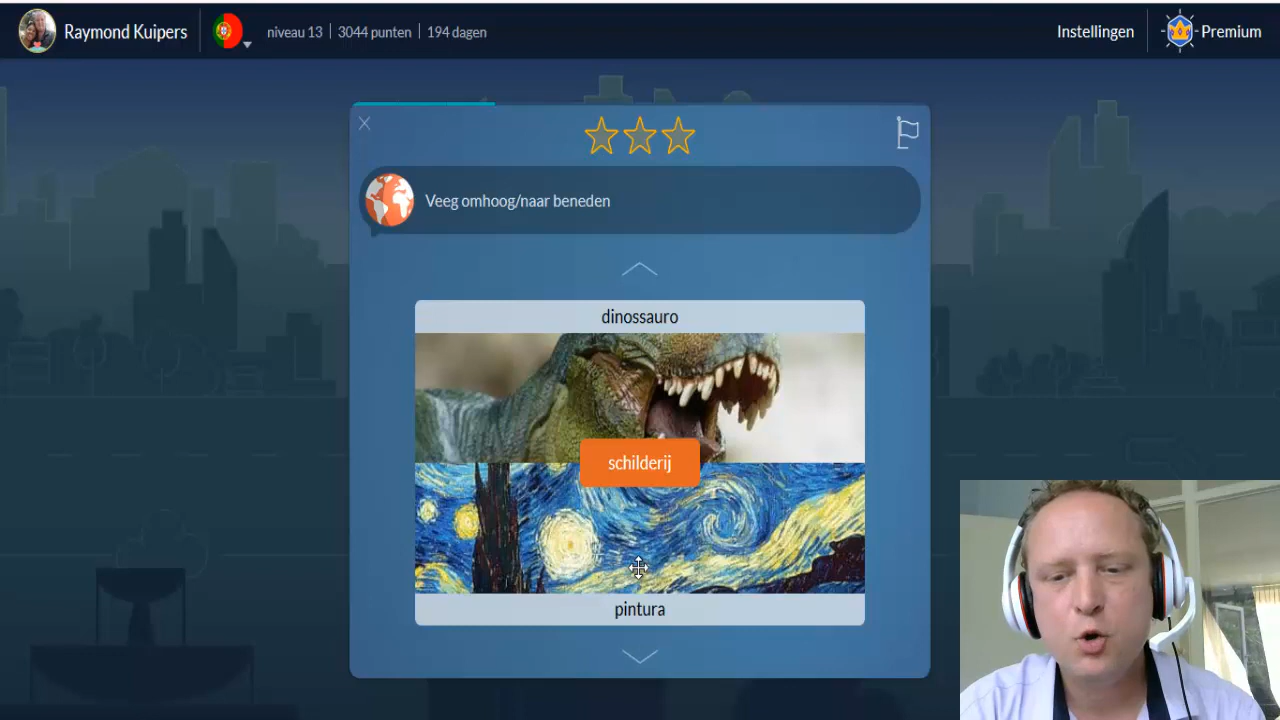 Raymond Kuipers
niveau 13 | 3044 punten | 194 dagen
Instellingen
Premium
Veeg omhoog/naar beneden
dinossauro
schilderij
pintura